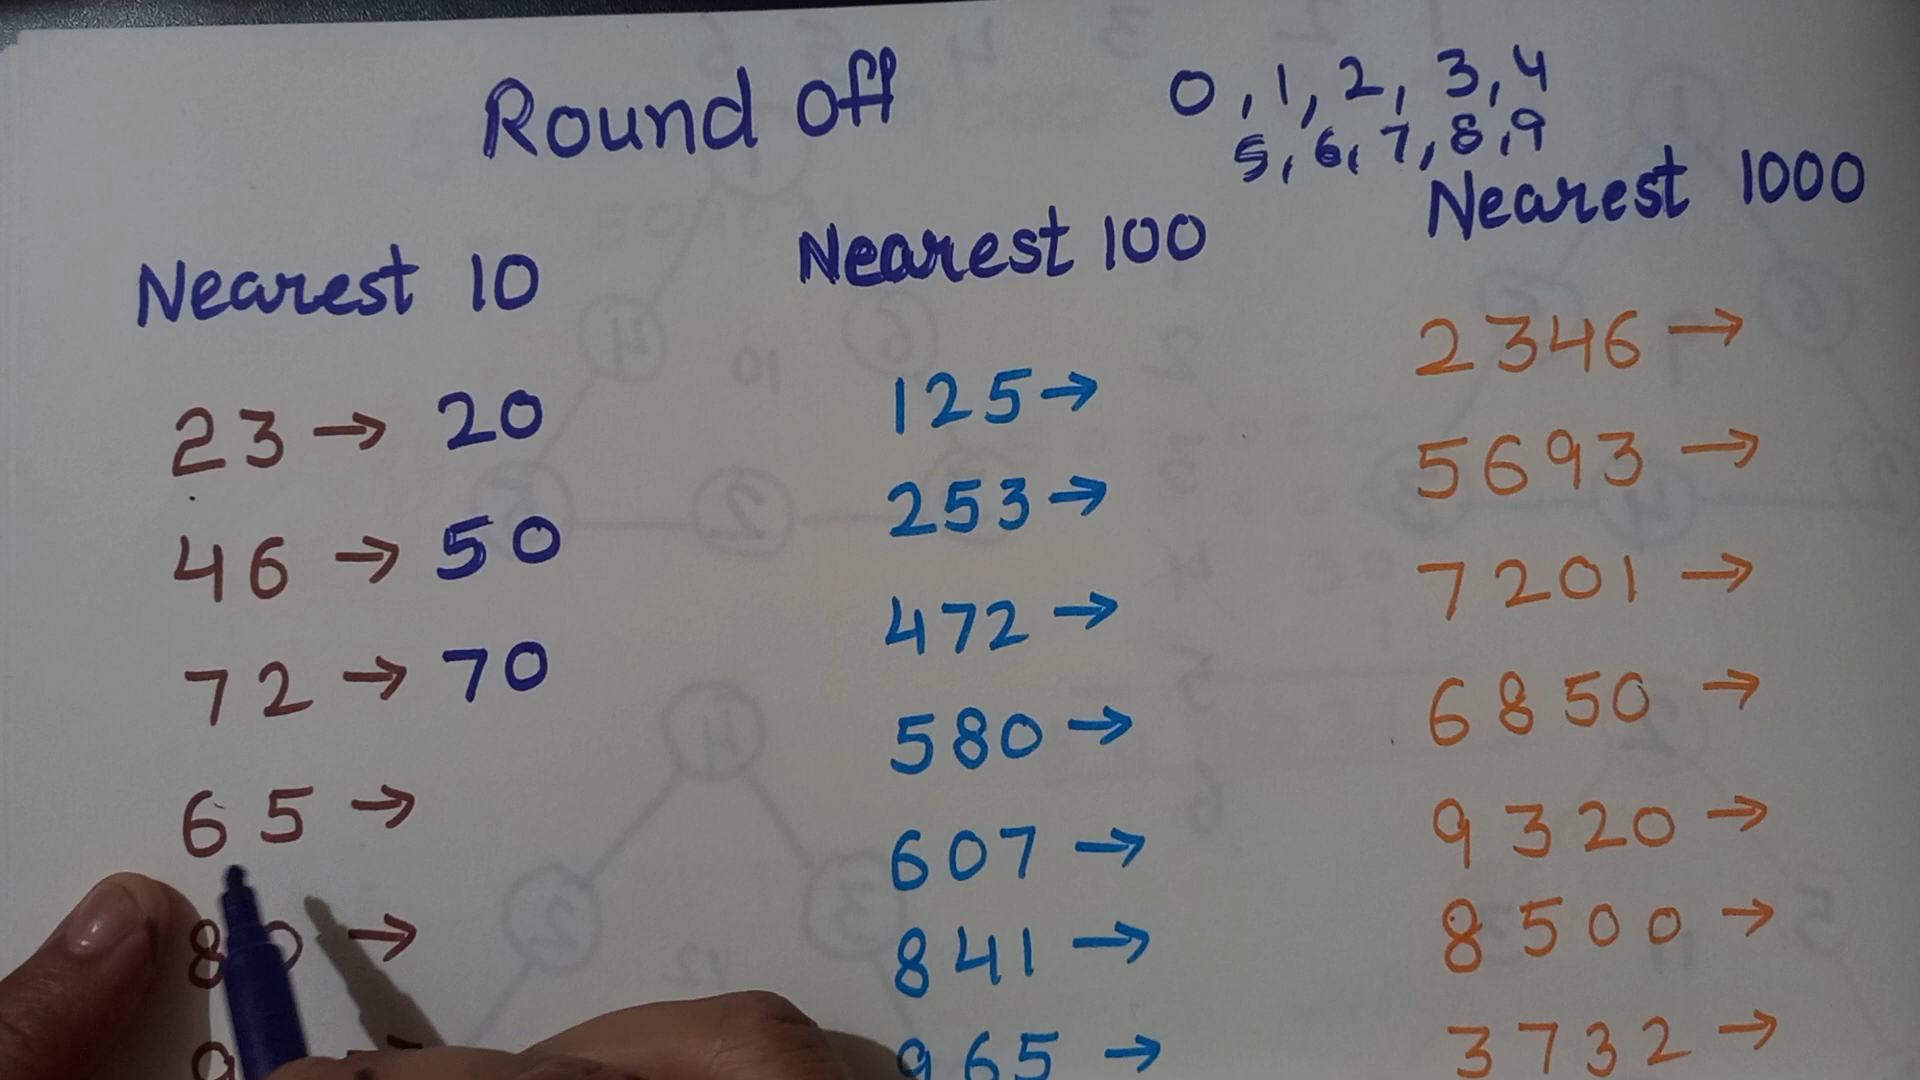 Round off
0, 1, 2, 3, 4
5, 6, 7, 8, 9
Nearest 10
23 → 20
46 → 50
72 → 70
65 →
Nearest 100
125 →
253 →
472 →
580 →
607 →
841 →
965 →
Nearest 1000
2346 →
5693 →
7201 →
6850 →
9320 →
8500 →
3732 →